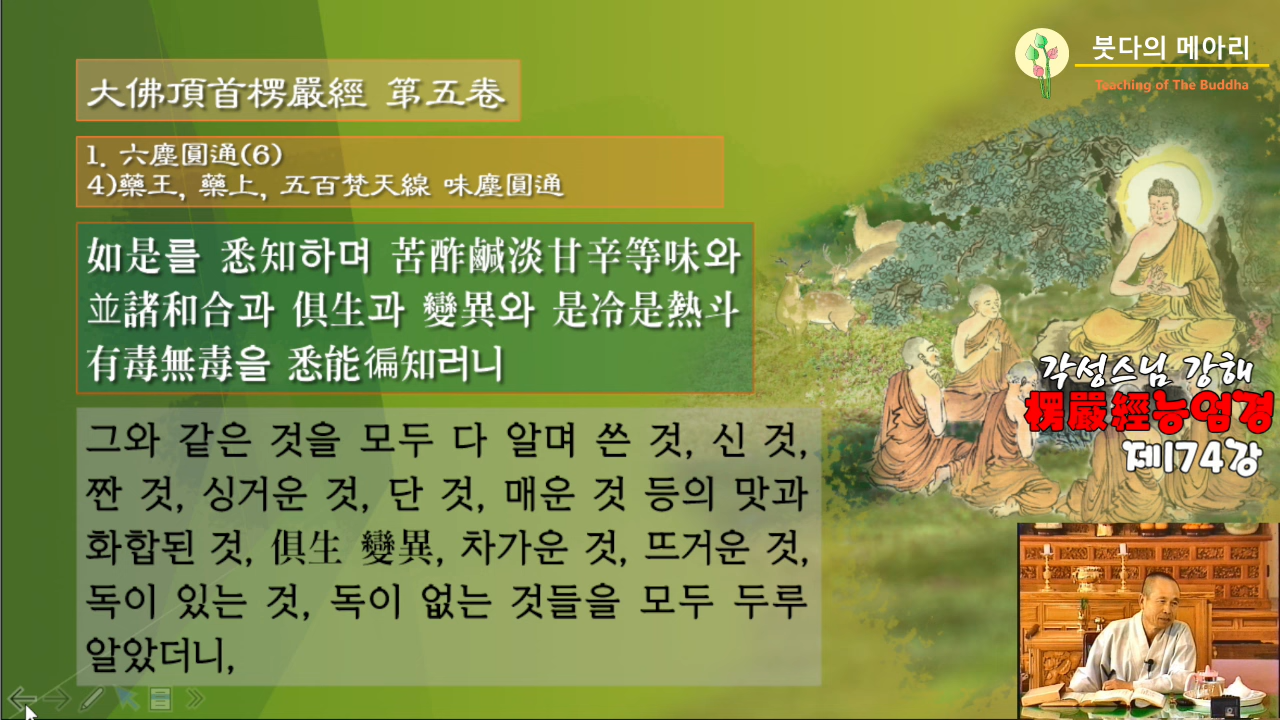 大佛頂首楞嚴經 第五卷
1. 六塵圓通(6)
4)藥王, 藥上, 五百梵天線 味塵圓通
如是를 悉知하며 苦酢鹹淡甘辛等味와
並諸和合과 俱生과 變異와 是冷是熱斗
有毒無毒을 悉能徧知러니
그와 같은 것을 모두 다 알며 쓴 것, 신 것,
짠 것, 싱거운 것, 단 것, 매운 것 등의 맛과
화합된 것, 俱生 變異, 차가운 것, 뜨거운 것,
독이 있는 것, 독이 없는 것들을 모두 두루
알았더니,
붓다의 메아리
Teaching of The Buddha
각성스님 강해
楞嚴經능엄경
제174강